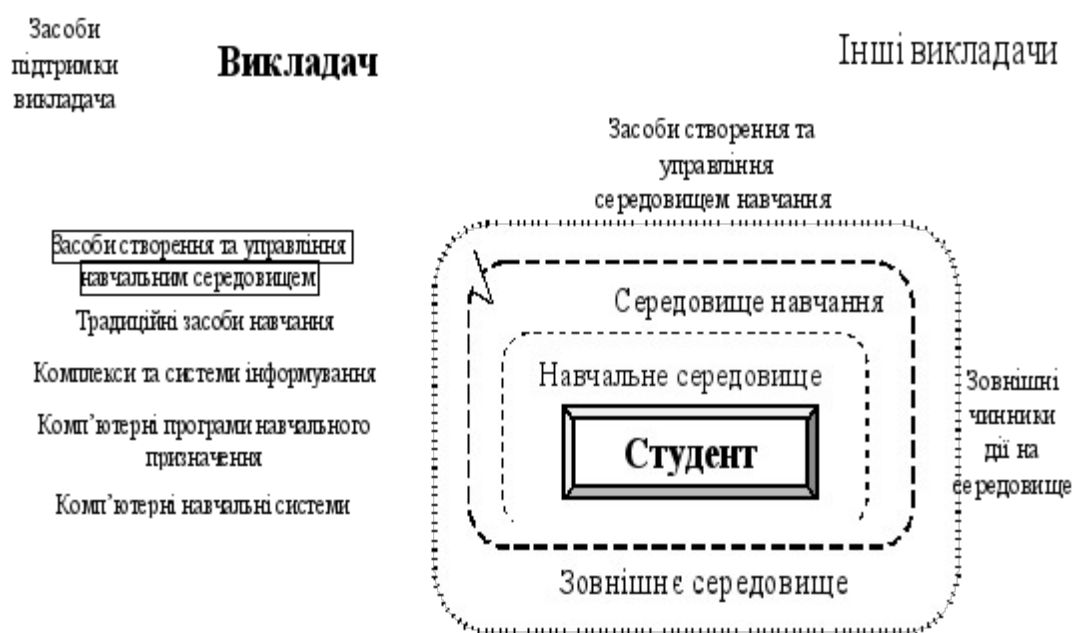 Засоби
підтримки
викладача
Викладач
Інші викладачи
Засоби створення та
управління
середовищем навчання
Засоби створення та управління
навчальним середовищем
Традиційні засоби навчання
Комплекси та системи інформування
Комп’ютерні програми навчального
призначення
Комп’ютерні навчальні системи
Середовище навчання
Навчальне середовище
Студент
Зовнішнє середовище
Зовнішні
чинники
дії на
середовище